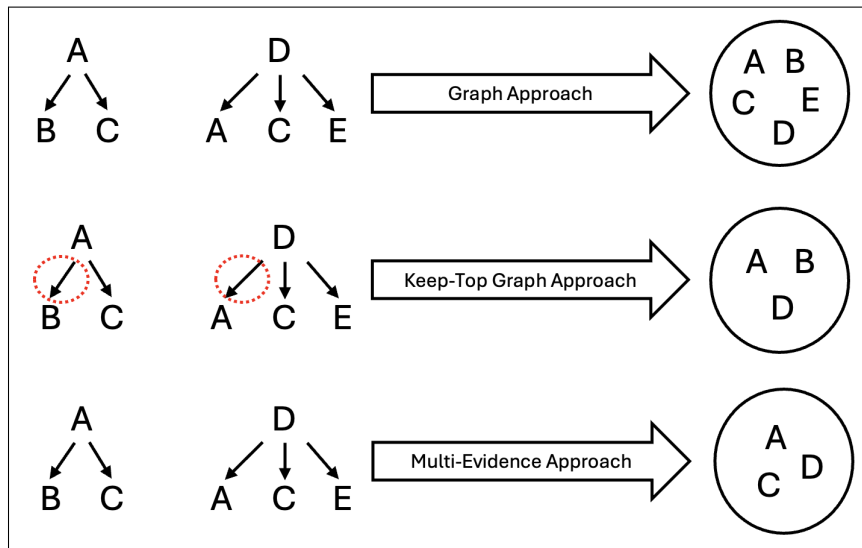 A D
Graph Approach
A B
C E
D
B C A C E
A D
Keep-Top Graph Approach
A B
D
B C A C E
A D
Multi-Evidence Approach
A
C D
B C A C E